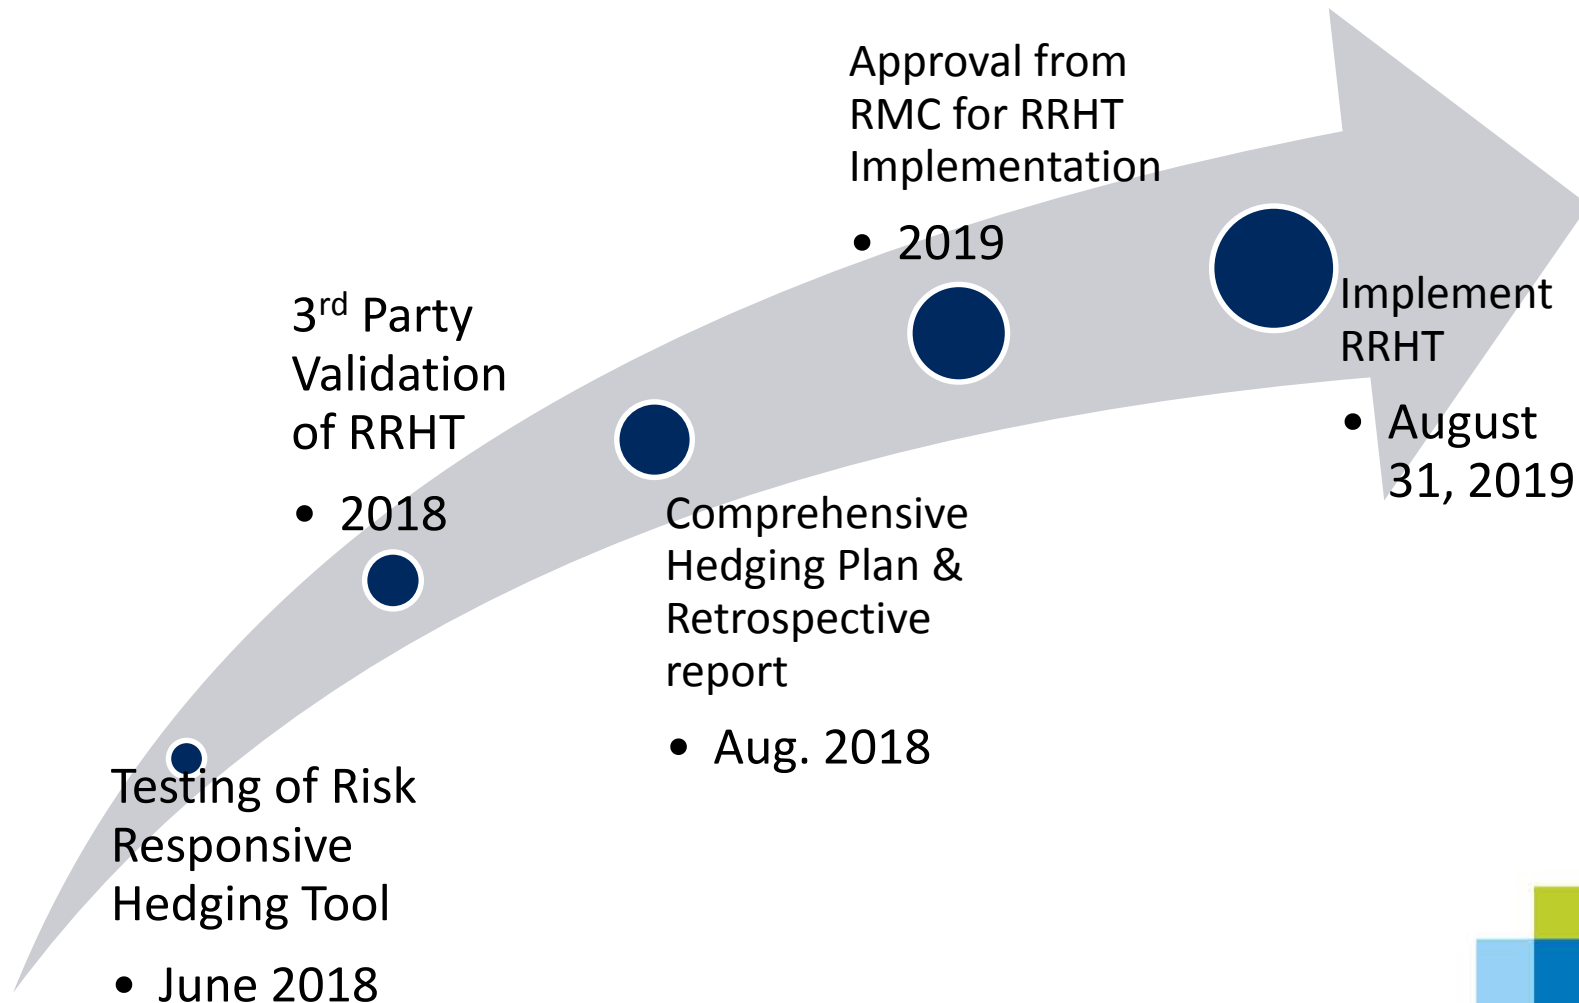 Testing of Risk
Responsive
Hedging Tool
• June 2018
3rd Party
Validation
of RRHT
• 2018
Comprehensive
Hedging Plan &
Retrospective
report
• Aug. 2018
Approval from
RMC for RRHT
Implementation
• 2019
Implement
RRHT
• August
31, 2019